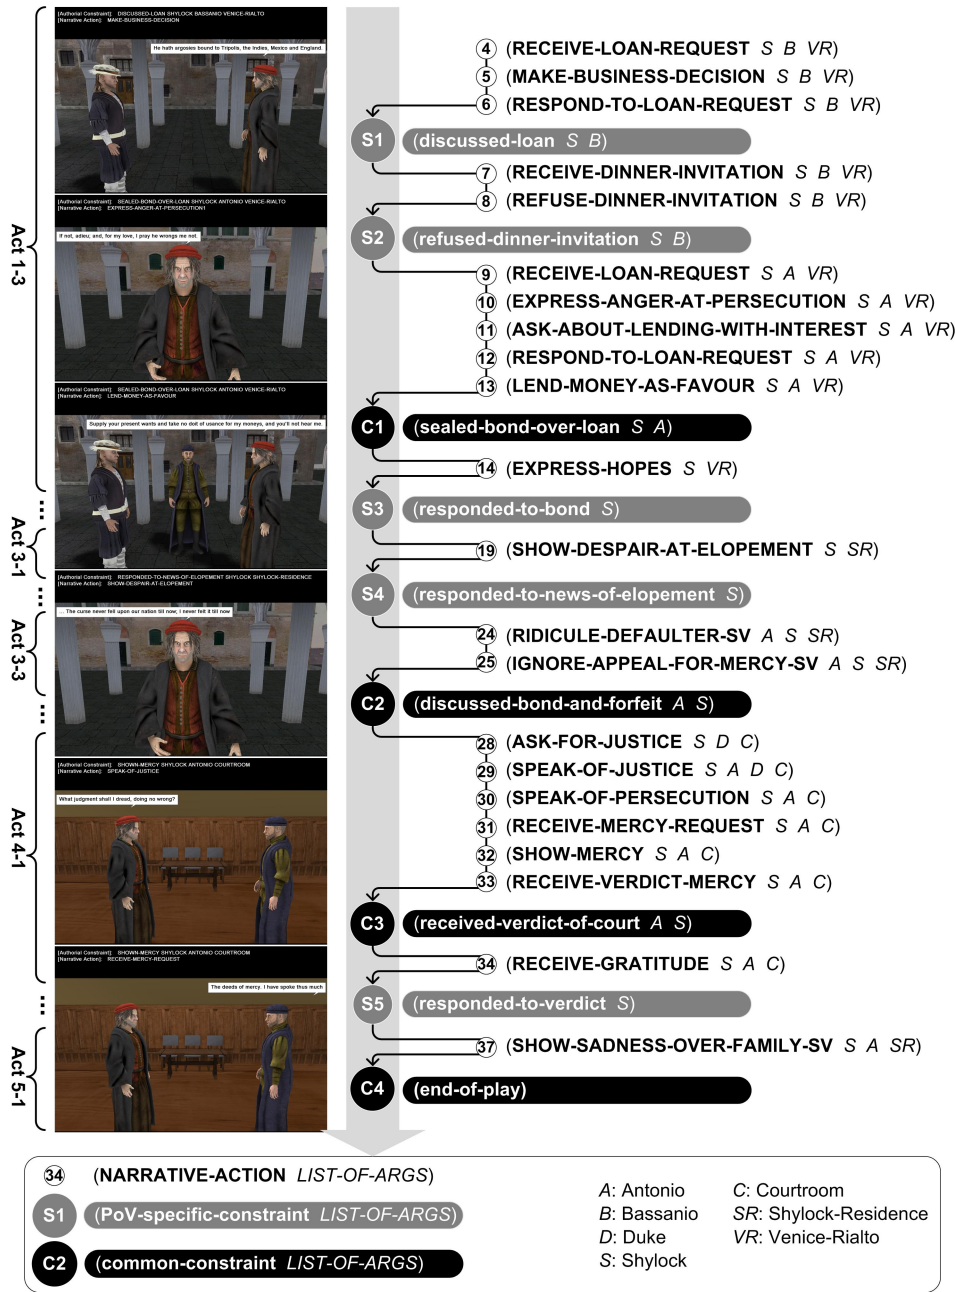 [Authorial Constraint]: DISCUSSED-LOAN SHYLOCK BASSANIO VENICE-RIALTO
[Narrative Action]: MAKE-BUSINESS-DECISION
He hath argosies bound to Tripolis, the Indies, Mexico and England.
[Authorial Constraint]: SEALED-BOND-OVER-LOAN SHYLOCK ANTONIO VENICE-RIALTO
[Narrative Action]: EXPRESS-ANGER-AT-PERSECUTION1
If not, adieu, and, for my love, I pray he wrongs me not.
[Authorial Constraint]: SEALED-BOND-OVER-LOAN SHYLOCK ANTONIO VENICE-RIALTO
[Narrative Action]: LEND-MONEY-AS-FAVOUR
Supply your present wants and take no doit of usance for my moneys, and you'll not hear me.
[Authorial Constraint]: RESPONDED-TO-NEWS-OF-ELOPEMENT SHYLOCK SHYLOCK-RESIDENCE
[Narrative Action]: SHOW-DESPAIR-AT-ELOPEMENT
... The curse never fell upon our nation till now; I never felt it till now
[Authorial Constraint]: SHOWN-MERCY SHYLOCK ANTONIO COURTROOM
[Narrative Action]: SPEAK-OF-JUSTICE
What judgment shall I dread, doing no wrong?
[Authorial Constraint]: SHOWN-MERCY SHYLOCK ANTONIO COURTROOM
[Narrative Action]: RECEIVE-MERCY-REQUEST
The deeds of mercy. I have spoke thus much
Act 1-3
...
Act 3-1
...
Act 3-3
...
Act 4-1
...
Act 5-1
4 (RECEIVE-LOAN-REQUEST S B VR)
5 (MAKE-BUSINESS-DECISION S B VR)
6 (RESPOND-TO-LOAN-REQUEST S B VR)
S1 (discussed-loan S B)
7 (RECEIVE-DINNER-INVITATION S B VR)
8 (REFUSE-DINNER-INVITATION S B VR)
S2 (refused-dinner-invitation S B)
9 (RECEIVE-LOAN-REQUEST S A VR)
10 (EXPRESS-ANGER-AT-PERSECUTION S A VR)
11 (ASK-ABOUT-LENDING-WITH-INTEREST S A VR)
12 (RESPOND-TO-LOAN-REQUEST S A VR)
13 (LEND-MONEY-AS-FAVOUR S A VR)
C1 (sealed-bond-over-loan S A)
14 (EXPRESS-HOPES S VR)
S3 (responded-to-bond S)
19 (SHOW-DESPAIR-AT-ELOPEMENT S SR)
S4 (responded-to-news-of-elopement S)
24 (RIDICULE-DEFAULTER-SV A S SR)
25 (IGNORE-APPEAL-FOR-MERCY-SV A S SR)
C2 (discussed-bond-and-forfeit A S)
28 (ASK-FOR-JUSTICE S D C)
29 (SPEAK-OF-JUSTICE S A D C)
30 (SPEAK-OF-PERSECUTION S A C)
31 (RECEIVE-MERCY-REQUEST S A C)
32 (SHOW-MERCY S A C)
33 (RECEIVE-VERDICT-MERCY S A C)
C3 (received-verdict-of-court A S)
34 (RECEIVE-GRATITUDE S A C)
S5 (responded-to-verdict S)
37 (SHOW-SADNESS-OVER-FAMILY-SV S A SR)
C4 (end-of-play)
34 (NARRATIVE-ACTION LIST-OF-ARGS)
S1 (PoV-specific-constraint LIST-OF-ARGS)
C2 (common-constraint LIST-OF-ARGS)
A: Antonio
B: Bassanio
D: Duke
S: Shylock
C: Courtroom
SR: Shylock-Residence
VR: Venice-Rialto